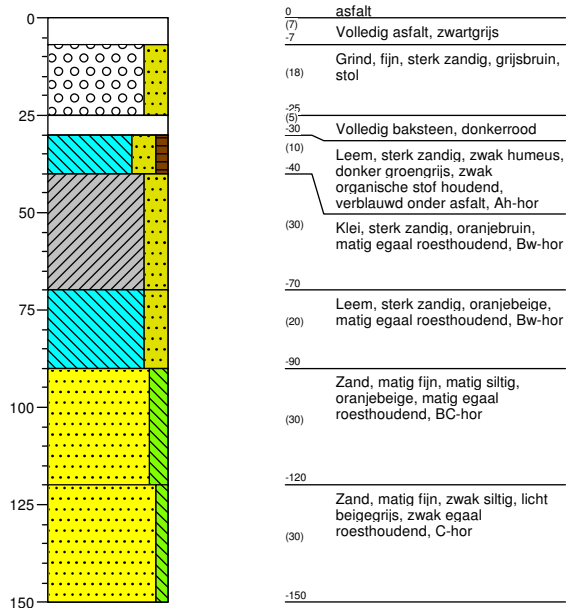 0
25
50
75
100
125
150
0 asfalt
(7) Volledig asfalt, zwartgrijs
-7
Grind, fijn, sterk zandig, grijsbruin,
(18) stol
-25
(5)
-30 Volledig baksteen, donkerrood
(10) Leem, sterk zandig, zwak humeus,
-40 donker groengrijs, zwak
organische stof houdend,
verblauwd onder asfalt, Ah-hor
(30) Klei, sterk zandig, oranjebruin,
matig egaal roesthoudend, Bw-hor
-70
Leem, sterk zandig, oranjebeige,
(20) matig egaal roesthoudend, Bw-hor
-90
Zand, matig fijn, matig siltig,
oranjebeige, matig egaal
(30) roesthoudend, BC-hor
-120
Zand, matig fijn, zwak siltig, licht
beigegrijs, zwak egaal
(30) roesthoudend, C-hor
-150